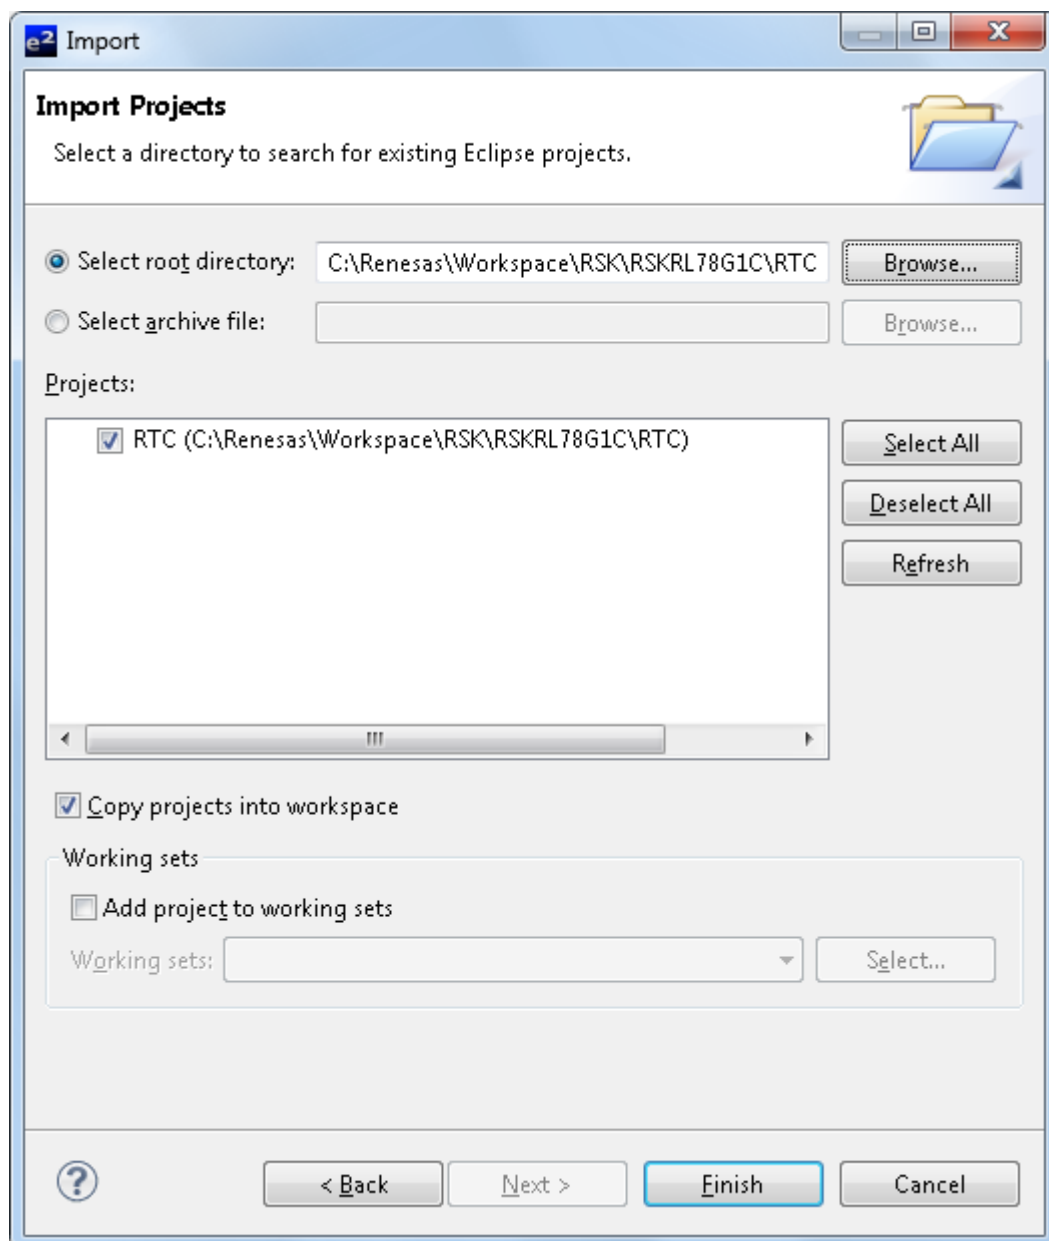 e² Import
Import Projects
Select a directory to search for existing Eclipse projects.
Select root directory: C:\Renesas\Workspace\RSK\RSKRL78G1C\RTC Browse...
Select archive file: Browse...
Projects:
RTC (C:\Renesas\Workspace\RSK\RSKRL78G1C\RTC) Select All
Deselect All
Refresh
Copy projects into workspace
Working sets
Add project to working sets
Working sets: Select...
? < Back Next > Finish Cancel